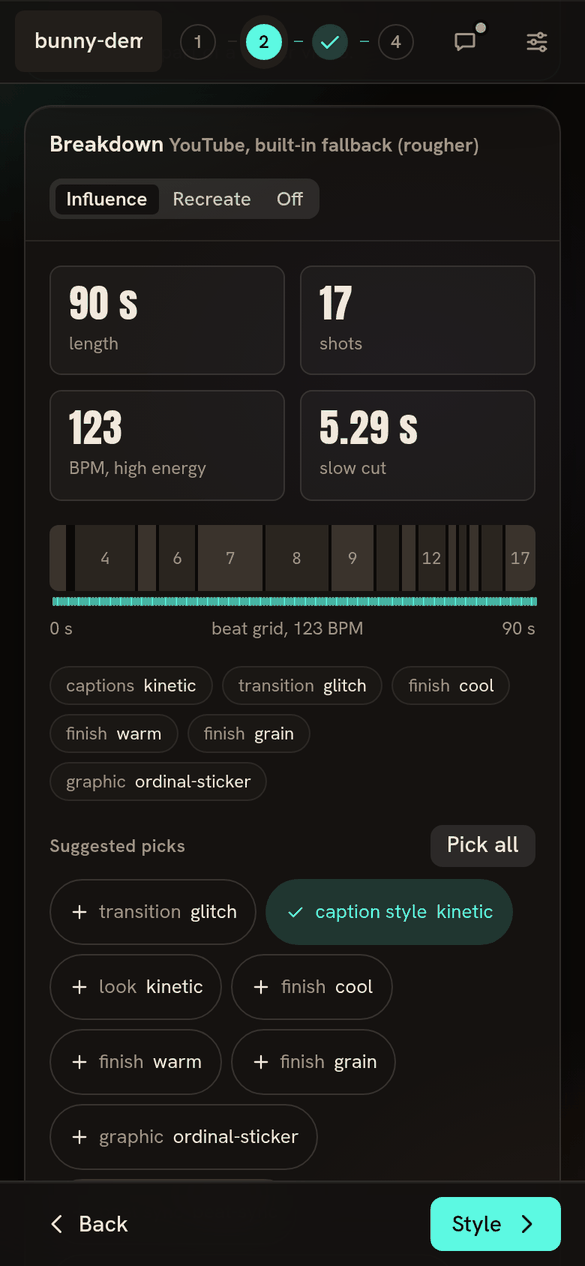 bunny-dem
1
2
4
Breakdown YouTube, built-in fallback (rougher)
Influence Recreate Off
90 s
length
17
shots
123
BPM, high energy
5.29 s
slow cut
4 6 7 8 9 12 17
0 s beat grid, 123 BPM 90 s
captions kinetic transition glitch finish cool
finish warm finish grain
graphic ordinal-sticker
Suggested picks Pick all
+ transition glitch caption style kinetic
+ look kinetic + finish cool
+ finish warm + finish grain
+ graphic ordinal-sticker
Back Style